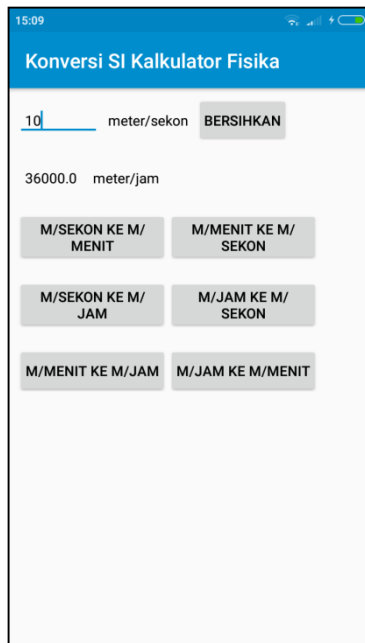 15:09
Konversi SI Kalkulator Fisika
10 meter/sekon BERSIHKAN
36000.0 meter/jam
M/SEKON KE M/
MENIT
M/MENIT KE M/
SEKON
M/SEKON KE M/
JAM
M/JAM KE M/
SEKON
M/MENIT KE M/JAM
M/JAM KE M/MENIT